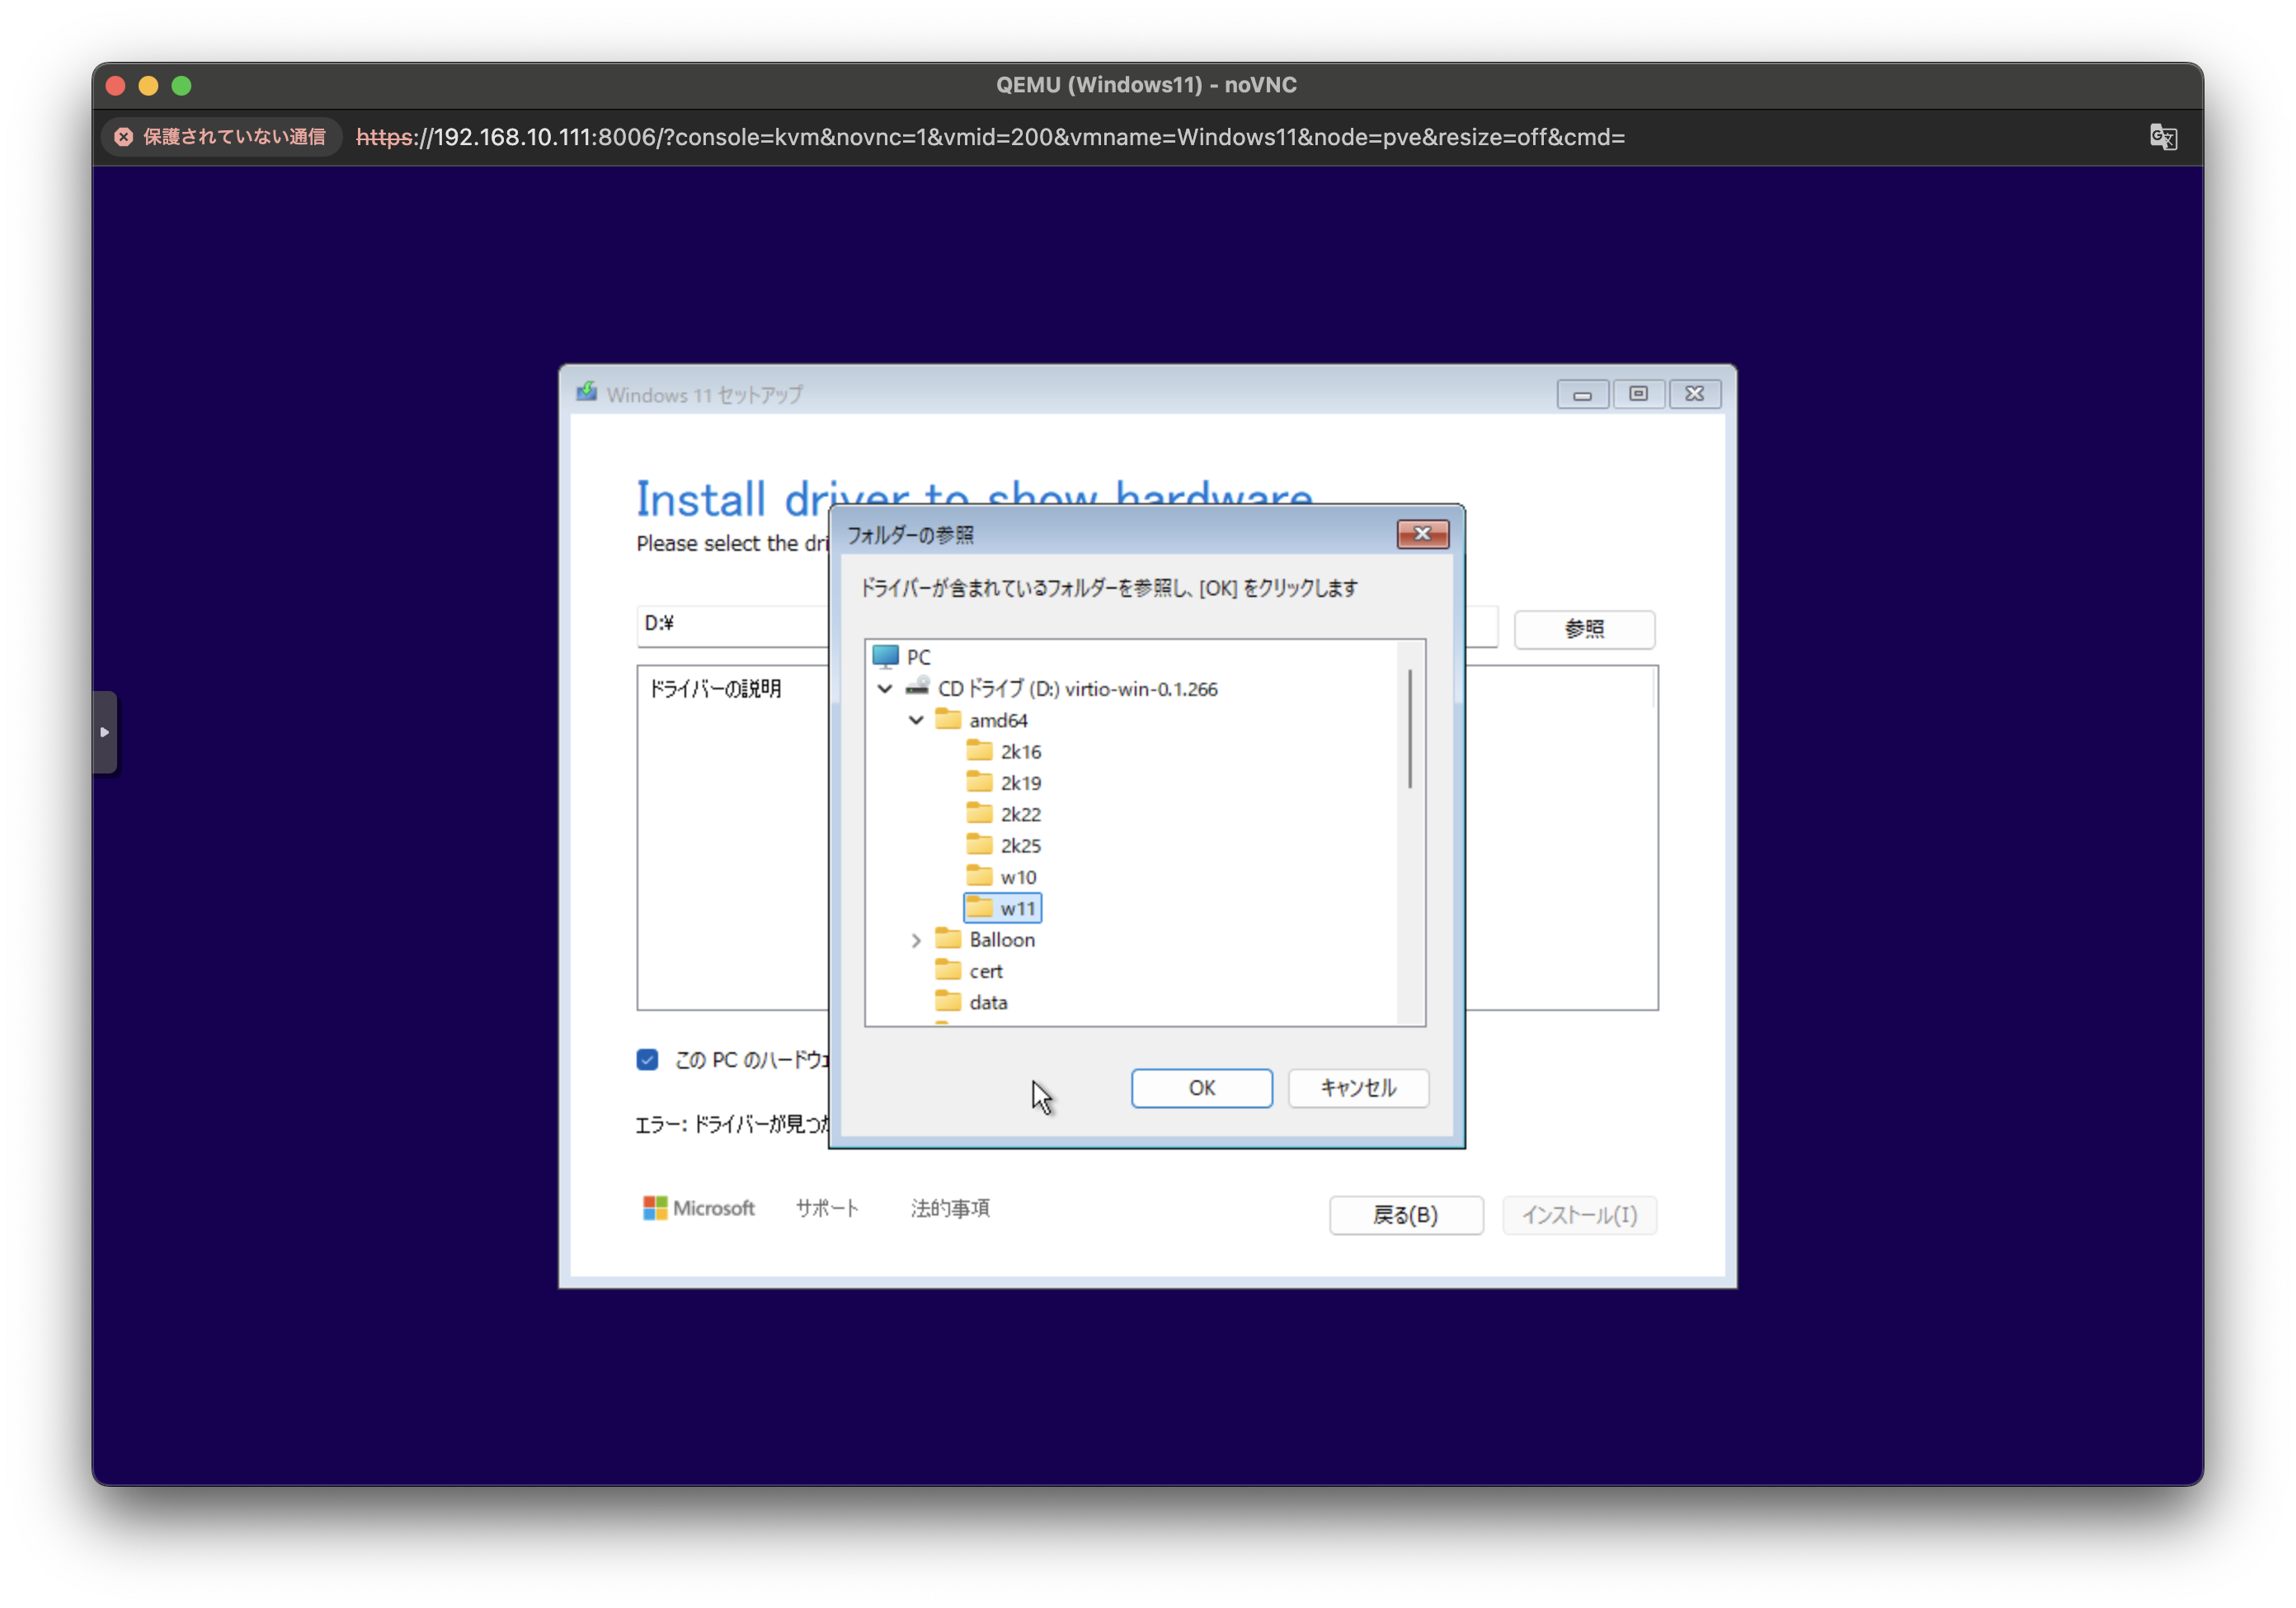 QEMU (Windows11) - noVNC
保護されていない通信 https://192.168.10.111:8006/?console=kvm&novnc=1&vmid=200&vmname=Windows11&node=pve&resize=off&cmd=
Windows 11 セットアップ
Install driver to show hardware
Please select the dri
フォルダーの参照
ドライバーが含まれているフォルダーを参照し、[OK] をクリックします
D:¥
参照
ドライバーの説明
PC
CD ドライブ (D:) virtio-win-0.1.266
amd64
2k16
2k19
2k22
2k25
w10
w11
Balloon
cert
data
このPC のハードウェ
OK
キャンセル
エラー: ドライバーが見つか
Microsoft
サポート
法的事項
戻る(B)
インストール(I)